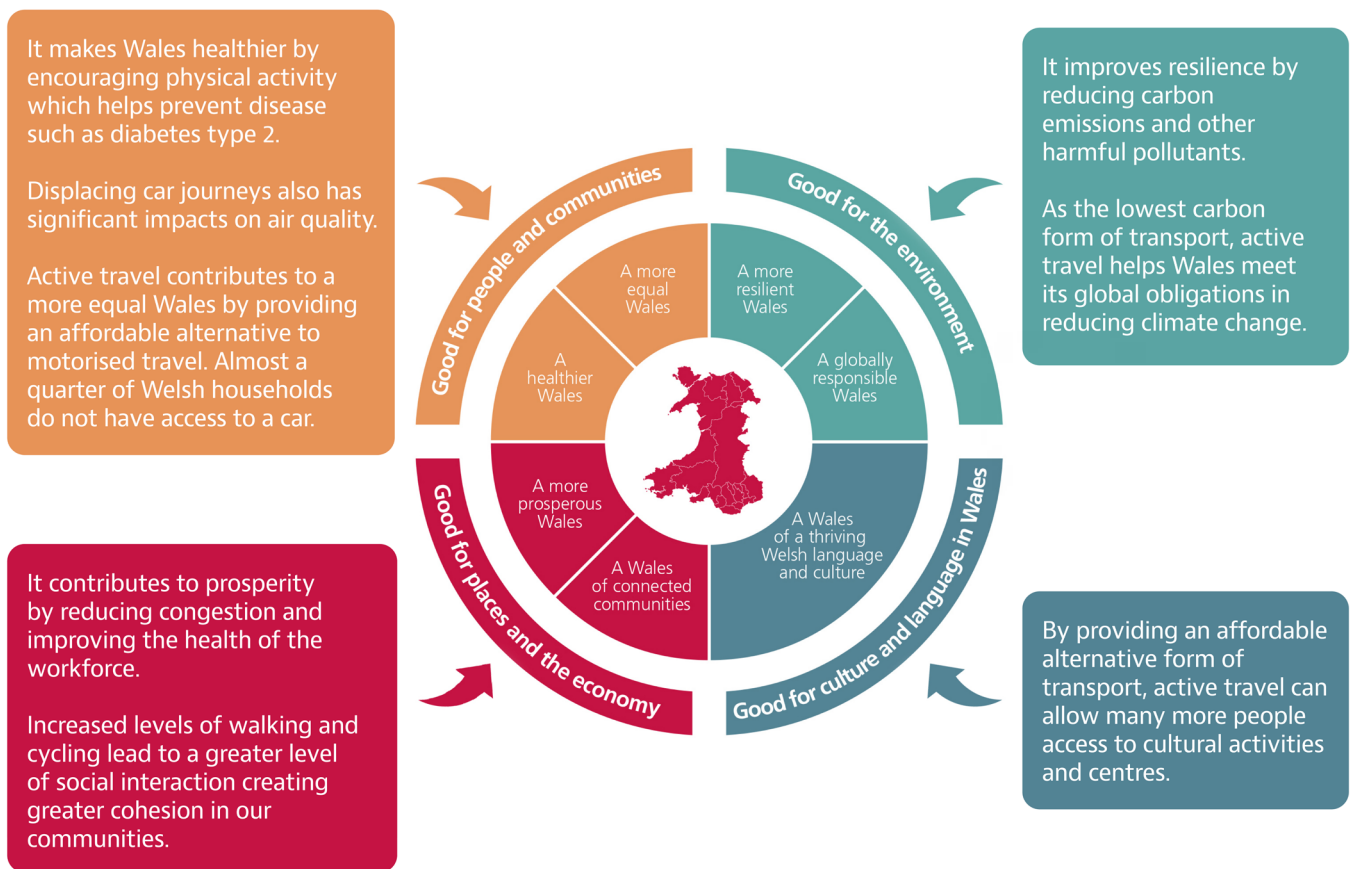 It makes Wales healthier by
encouraging physical activity
which helps prevent disease
such as diabetes type 2.
Displacing car journeys also has
significant impacts on air quality.
Active travel contributes to a
more equal Wales by providing
an affordable alternative to
motorised travel. Almost a
quarter of Welsh households
do not have access to a car.
It improves resilience by
reducing carbon
emissions and other
harmful pollutants.
As the lowest carbon
form of transport, active
travel helps Wales meet
its global obligations in
reducing climate change.
Good for people and communities
Good for the environment
A more
equal
Wales
A more
resilient
Wales
A
healthier
Wales
A globally
responsible
Wales
A more
prosperous
Wales
A Wales
of connected
communities
A Wales
of a thriving
Welsh language
and culture
Good for places and the economy
Good for culture and language in Wales
It contributes to prosperity
by reducing congestion and
improving the health of the
workforce.
Increased levels of walking and
cycling lead to a greater level
of social interaction creating
greater cohesion in our
communities.
By providing an affordable
alternative form of
transport, active travel can
allow many more people
access to cultural activities
and centres.